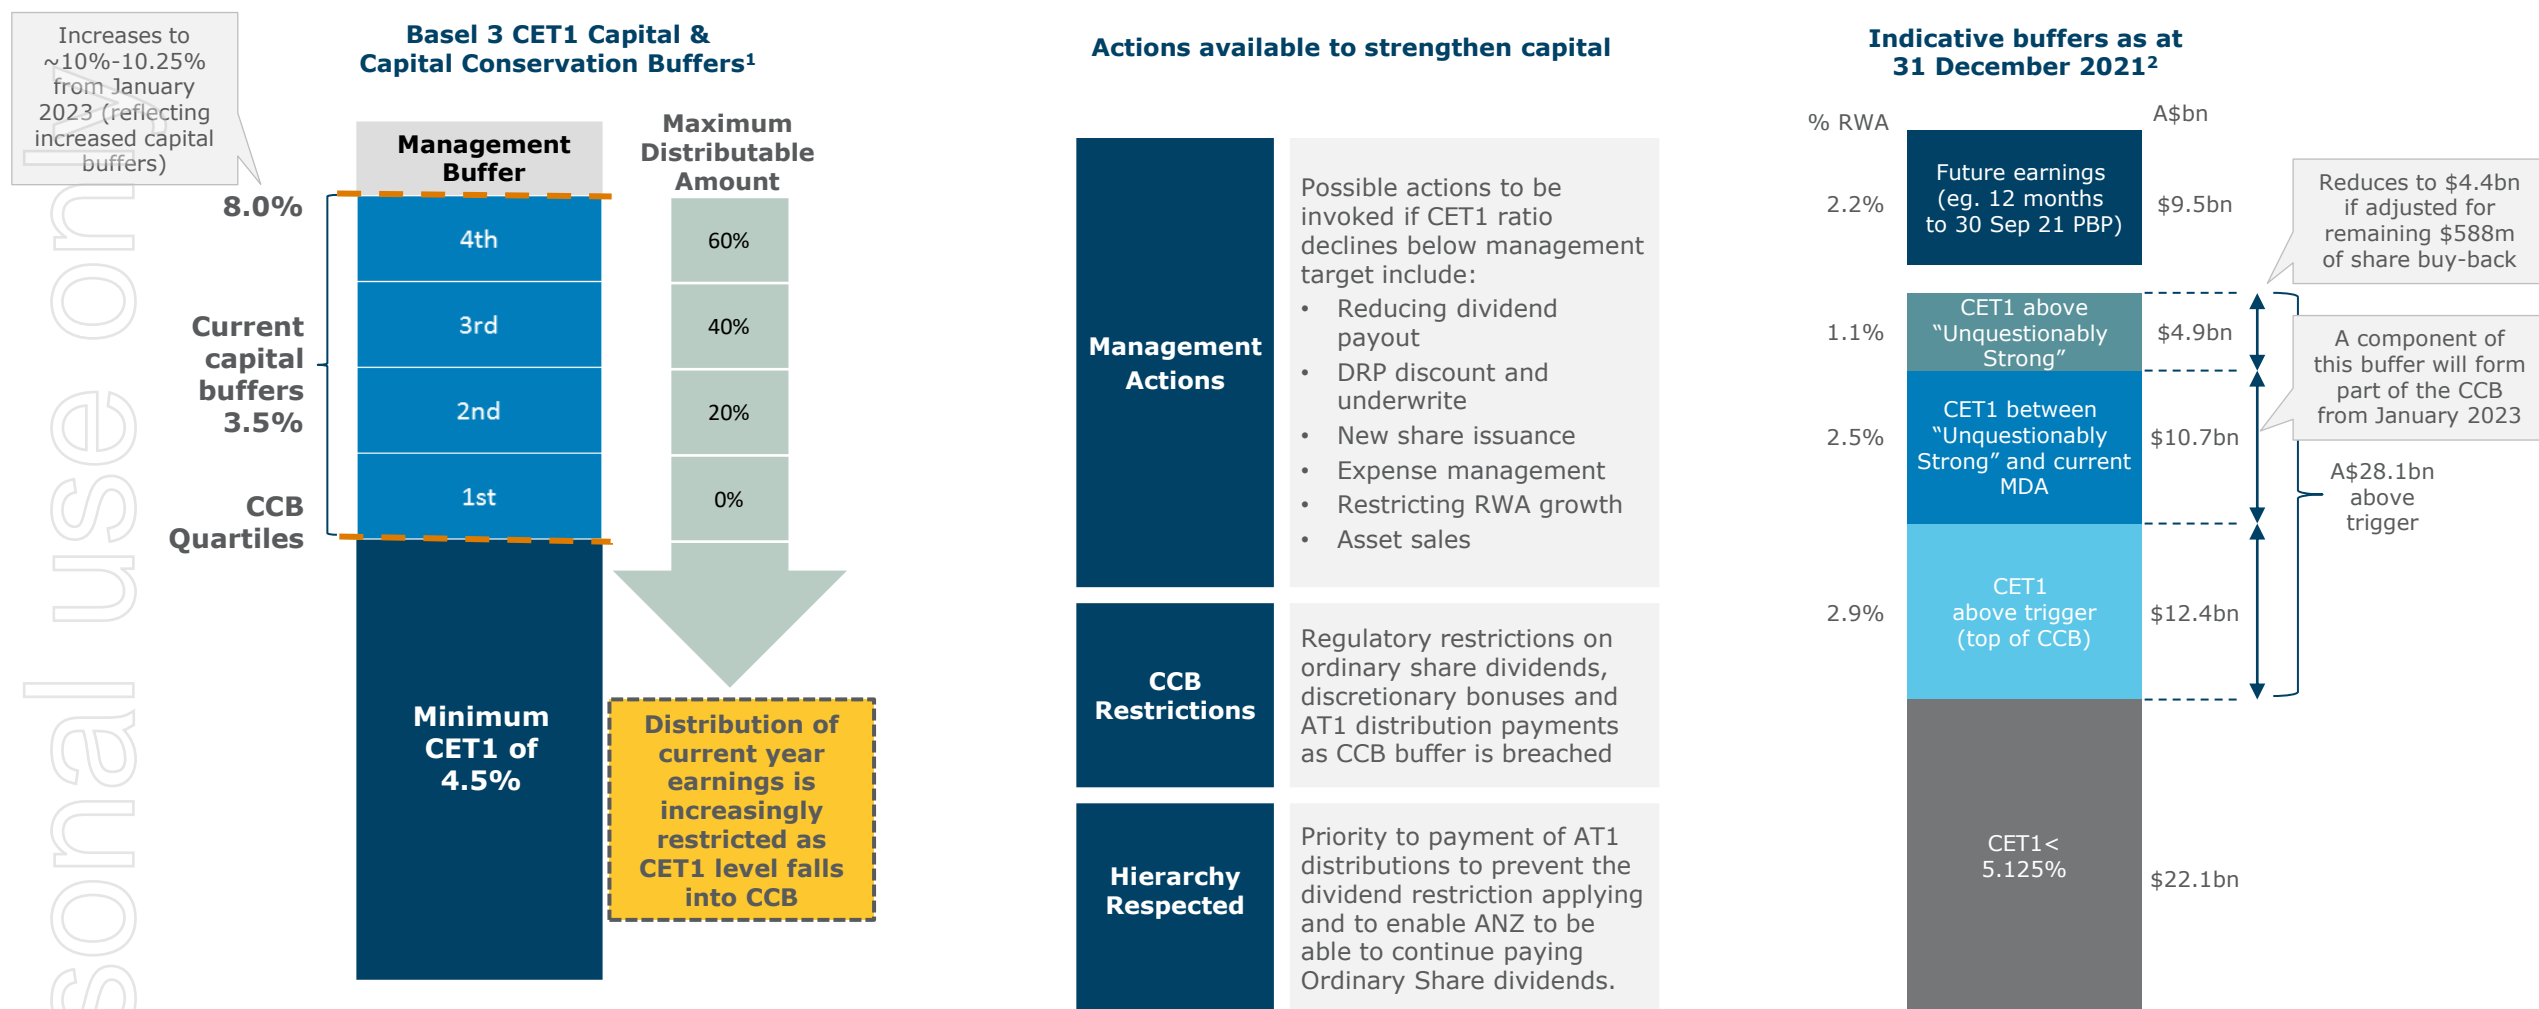 Increases to
~10%-10.25%
from January
2023 (reflecting
increased capital
buffers)
Basel 3 CET1 Capital &
Capital Conservation Buffers¹
Management
Buffer
Maximum
Distributable
Amount
8.0%
4th
60%
3rd
40%
Current
capital
buffers
3.5%
2nd
20%
1st
0%
CCB
Quartiles
Minimum
CET1 of
4.5%
Distribution of
current year
earnings is
increasingly
restricted as
CET1 level falls
into CCB
Actions available to strengthen capital
Management
Actions
Possible actions to be
invoked if CET1 ratio
declines below management
target include:
• Reducing dividend
payout
• DRP discount and
underwrite
• New share issuance
• Expense management
• Restricting RWA growth
• Asset sales
CCB
Restrictions
Regulatory restrictions on
ordinary share dividends,
discretionary bonuses and
AT1 distribution payments
as CCB buffer is breached
Hierarchy
Respected
Priority to payment of AT1
distributions to prevent the
dividend restriction applying
and to enable ANZ to be
able to continue paying
Ordinary Share dividends.
Indicative buffers as at
31 December 2021²
% RWA
A$bn
2.2%
Future earnings
(eg. 12 months
to 30 Sep 21 PBP)
$9.5bn
Reduces to $4.4bn
if adjusted for
remaining $588m
of share buy-back
1.1%
CET1 above
“Unquestionably
Strong”
$4.9bn
A component of
this buffer will form
part of the CCB
from January 2023
2.5%
CET1 between
“Unquestionably
Strong” and current
MDA
$10.7bn
A$28.1bn
above
trigger
2.9%
CET1
above trigger
(top of CCB)
$12.4bn
CET1<
5.125%
$22.1bn
sonal use only